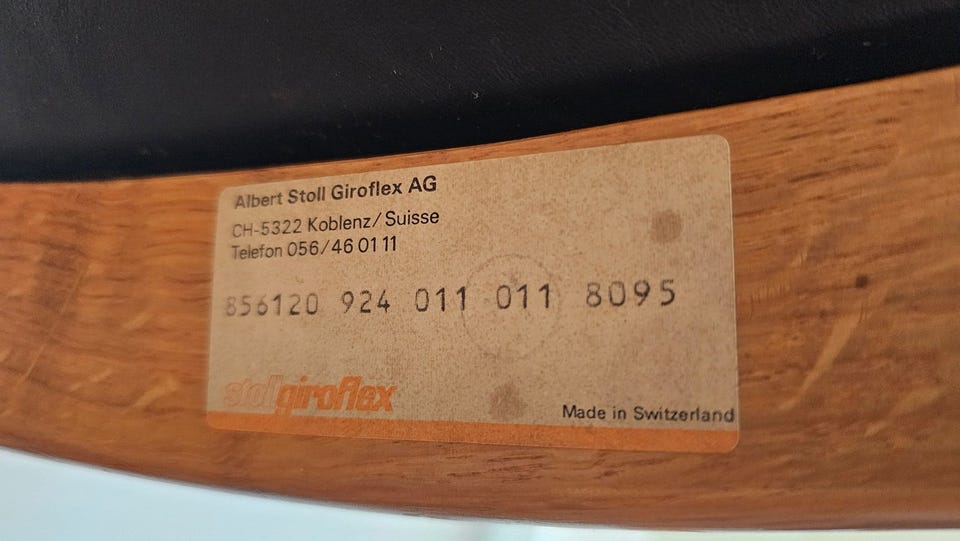 Albert Stoll Giroflex AG
CH-5322 Koblenz/Suisse
Telefon 056/46 01 11
856120 924 011 011 8095
stollgiroflex
Made in Switzerland